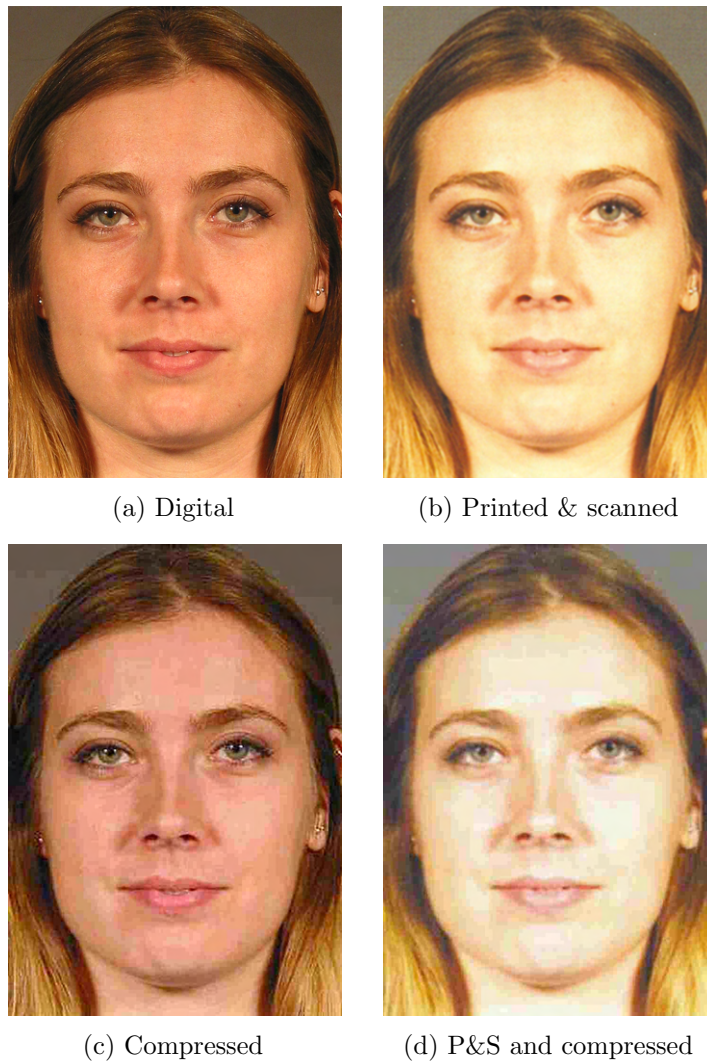 (a) Digital
(b) Printed & scanned
(c) Compressed
(d) P&S and compressed